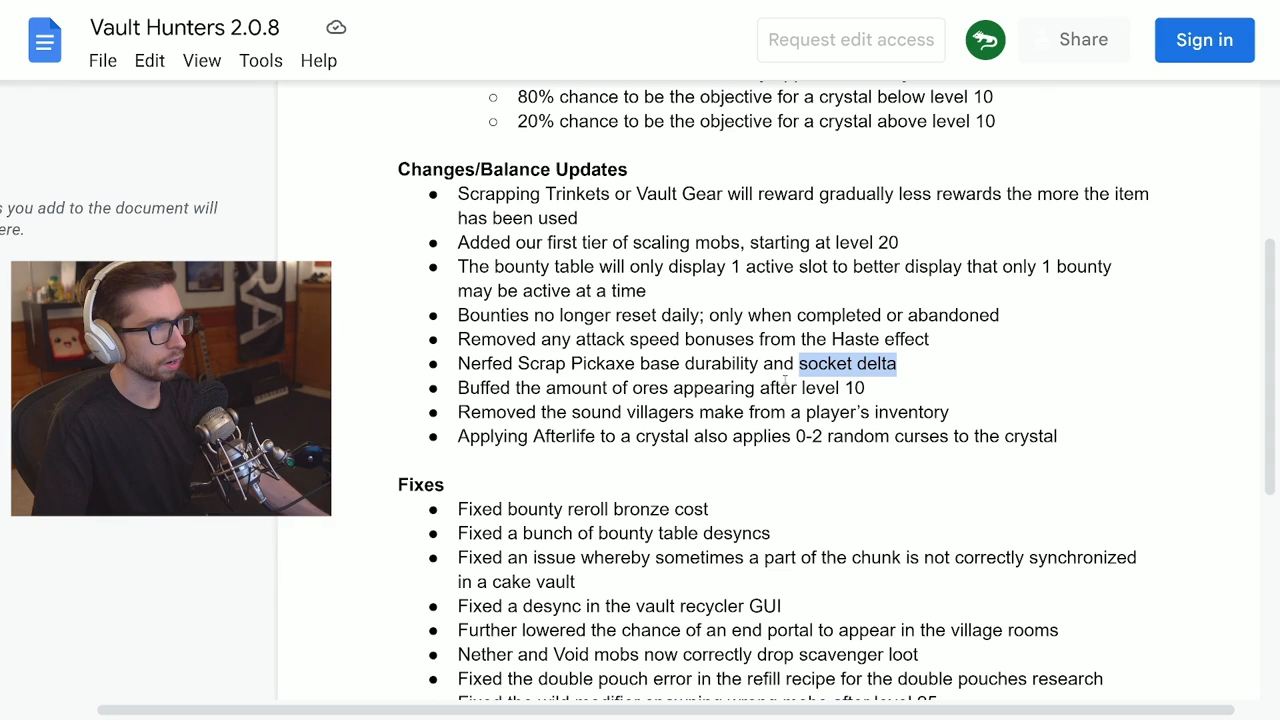 Vault Hunters 2.0.8
File Edit View Tools Help
Request edit access
Share
Sign in
○ 80% chance to be the objective for a crystal below level 10
○ 20% chance to be the objective for a crystal above level 10
Changes/Balance Updates
● Scrapping Trinkets or Vault Gear will reward gradually less rewards the more the item
has been used
● Added our first tier of scaling mobs, starting at level 20
● The bounty table will only display 1 active slot to better display that only 1 bounty
may be active at a time
● Bounties no longer reset daily; only when completed or abandoned
● Removed any attack speed bonuses from the Haste effect
● Nerfed Scrap Pickaxe base durability and socket delta
● Buffed the amount of ores appearing after level 10
● Removed the sound villagers make from a player’s inventory
● Applying Afterlife to a crystal also applies 0-2 random curses to the crystal
Fixes
● Fixed bounty reroll bronze cost
● Fixed a bunch of bounty table desyncs
● Fixed an issue whereby sometimes a part of the chunk is not correctly synchronized
in a cake vault
● Fixed a desync in the vault recycler GUI
● Further lowered the chance of an end portal to appear in the village rooms
● Nether and Void mobs now correctly drop scavenger loot
● Fixed the double pouch error in the refill recipe for the double pouches research
s you add to the document will
ere.
RA